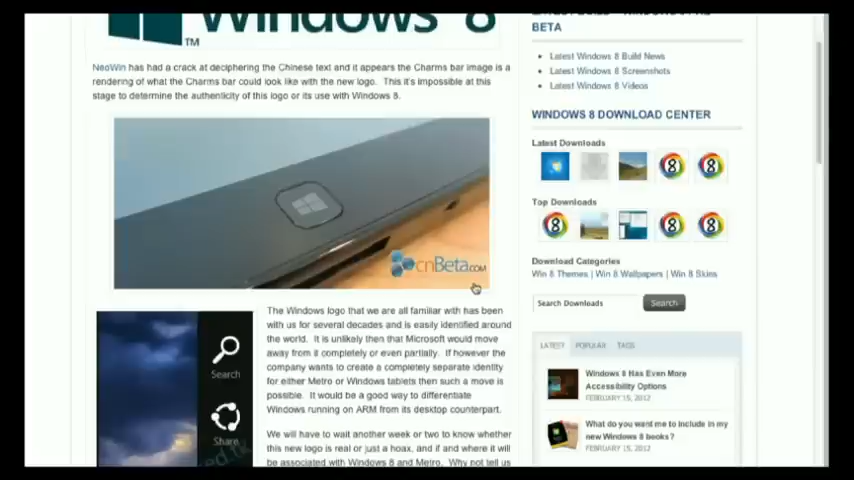 Windows 8
TM
NeoWin has had a crack at deciphering the Chinese text and it appears the Charms bar image is a
rendering of what the Charms bar could look like with the new logo. This it's impossible at this
stage to determine the authenticity of this logo or its use with Windows 8.
cnBeta.COM
Search
Share
The Windows logo that we are all familiar with has been
with us for several decades and is easily identified around
the world. It is unlikely then that Microsoft would move
away from it completely or even partially. If however the
company wants to create a completely separate identity
for either Metro or Windows tablets then such a move is
possible. It would be a good way to differentiate
Windows running on ARM from its desktop counterpart.
We will have to wait another week or two to know whether
this new logo is real or just a hoax, and if and where it will
be associated with Windows 8 and Metro. Why not tell us
BETA
Latest Windows 8 Build News
Latest Windows 8 Screenshots
Latest Windows 8 Videos
WINDOWS 8 DOWNLOAD CENTER
Latest Downloads
8 8
Top Downloads
8 8 8
Download Categories
Win 8 Themes | Win 8 Wallpapers | Win 8 Skins
Search Downloads Search
LATEST POPULAR TAGS
Windows 8 Has Even More
Accessibility Options
FEBRUARY 15, 2012
What do you want me to include in my
new Windows 8 books?
FEBRUARY 15, 2012